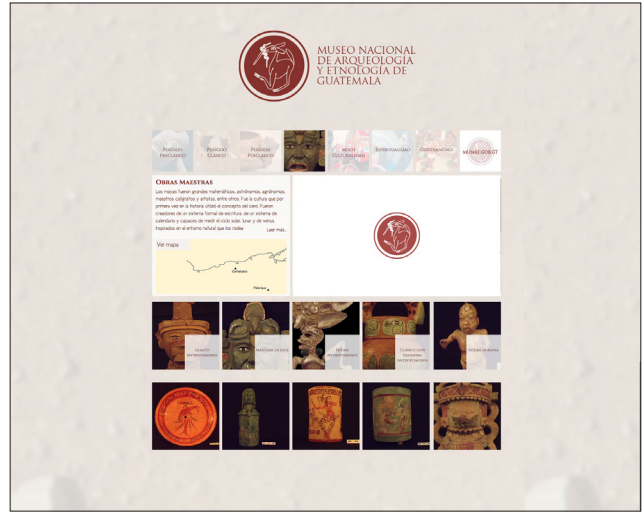 MUSEO NACIONAL
DE ARQUEOLOGÍA
Y ETNOLOGÍA DE
GUATEMALA
PERÍODO
PRECLÁSICO
PERÍODO
CLÁSICO
PERÍODO
POSCLÁSICO
MULTI
CULTURALISMO
ESPIRITUALIDAD
COSTUMBRISMO
MUNAE.GOB.GT
OBRAS MAESTRAS
Los mayas fueron grandes matemáticos, astrónomos, agrónomos,
maestros calígrafos y artistas, entre otros. Fue la cultura que por
primera vez en la historia utilizó el concepto del cero. Fueron
creadores de un sistema formal de escritura, de un sistema de
calendario y capaces de medir el ciclo solar, lunar y de venus.
Inspirados en el entorno natural que los rodea
Leer más..
Ver mapa
Palenque
MÁSCARA DE JADE
ANTROPOMORFA